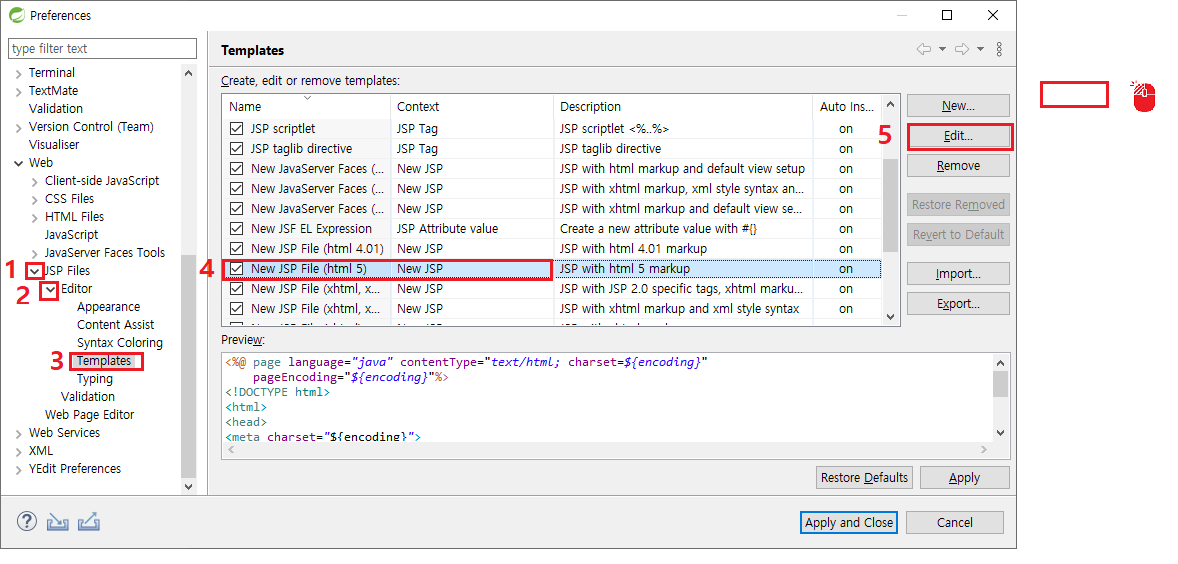 Preferences
type filter text
Terminal
TextMate
Validation
Version Control (Team)
Visualiser
Web
Client-side JavaScript
CSS Files
HTML Files
JavaScript
JavaServer Faces Tools
1 JSP Files
2 Editor
Appearance
Content Assist
Syntax Coloring
3 Templates
Typing
Validation
Web Page Editor
Web Services
XML
YEdit Preferences
Templates
Create, edit or remove templates:
Name Context Description Auto Ins...
JSP scriptlet JSP Tag JSP scriptlet <%..%> on
JSP taglib directive JSP Tag JSP taglib directive on
New JavaServer Faces (... New JSP JSP with html markup and default view setup on
New JavaServer Faces (... New JSP JSP with xhtml markup, xml style syntax an... on
New JavaServer Faces (... New JSP JSP with xhtml markup and default view se... on
New JSF EL Expression JSP Attribute value Create a new attribute value with #{} on
New JSP File (html 4.01) New JSP JSP with html 4.01 markup on
4 New JSP File (html 5) New JSP JSP with html 5 markup on
New JSP File (xhtml, x... New JSP JSP with JSP 2.0 specific tags, xhtml marku... on
New JSP File (xhtml, x... New JSP JSP with xhtml markup and xml style syntax on
New...
5 Edit...
Remove
Restore Removed
Revert to Default
Import...
Export...
Preview:
<%@ page language="java" contentType="text/html; charset=${encoding}"
pageEncoding="${encoding}"%>
<!DOCTYPE html>
<html>
<head>
<meta charset="${encoding}">
Restore Defaults Apply
Apply and Close Cancel